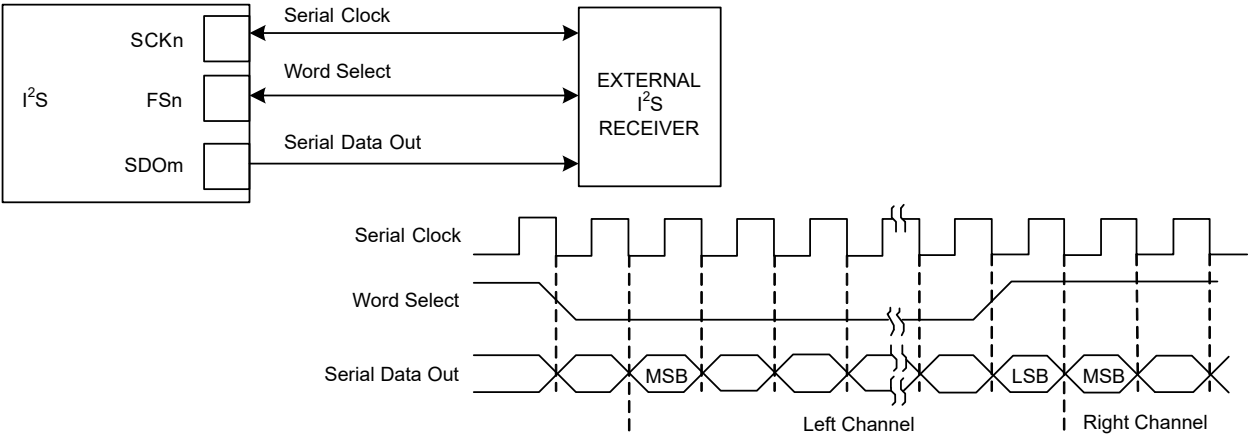 Serial Clock
SCKn
Word Select
I²S
FSn
EXTERNAL
I²S
RECEIVER
Serial Data Out
SDOm
Serial Clock
Word Select
Serial Data Out
MSB
LSB
MSB
Left Channel
Right Channel